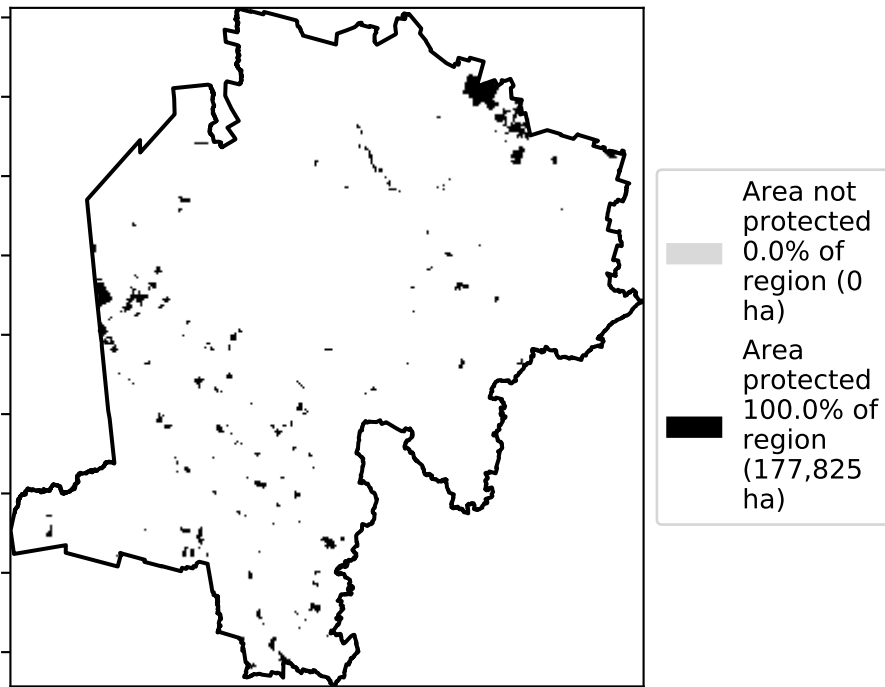 Area not
protected
0.0% of
region (0
ha)
Area
protected
100.0% of
region
(177,825
ha)